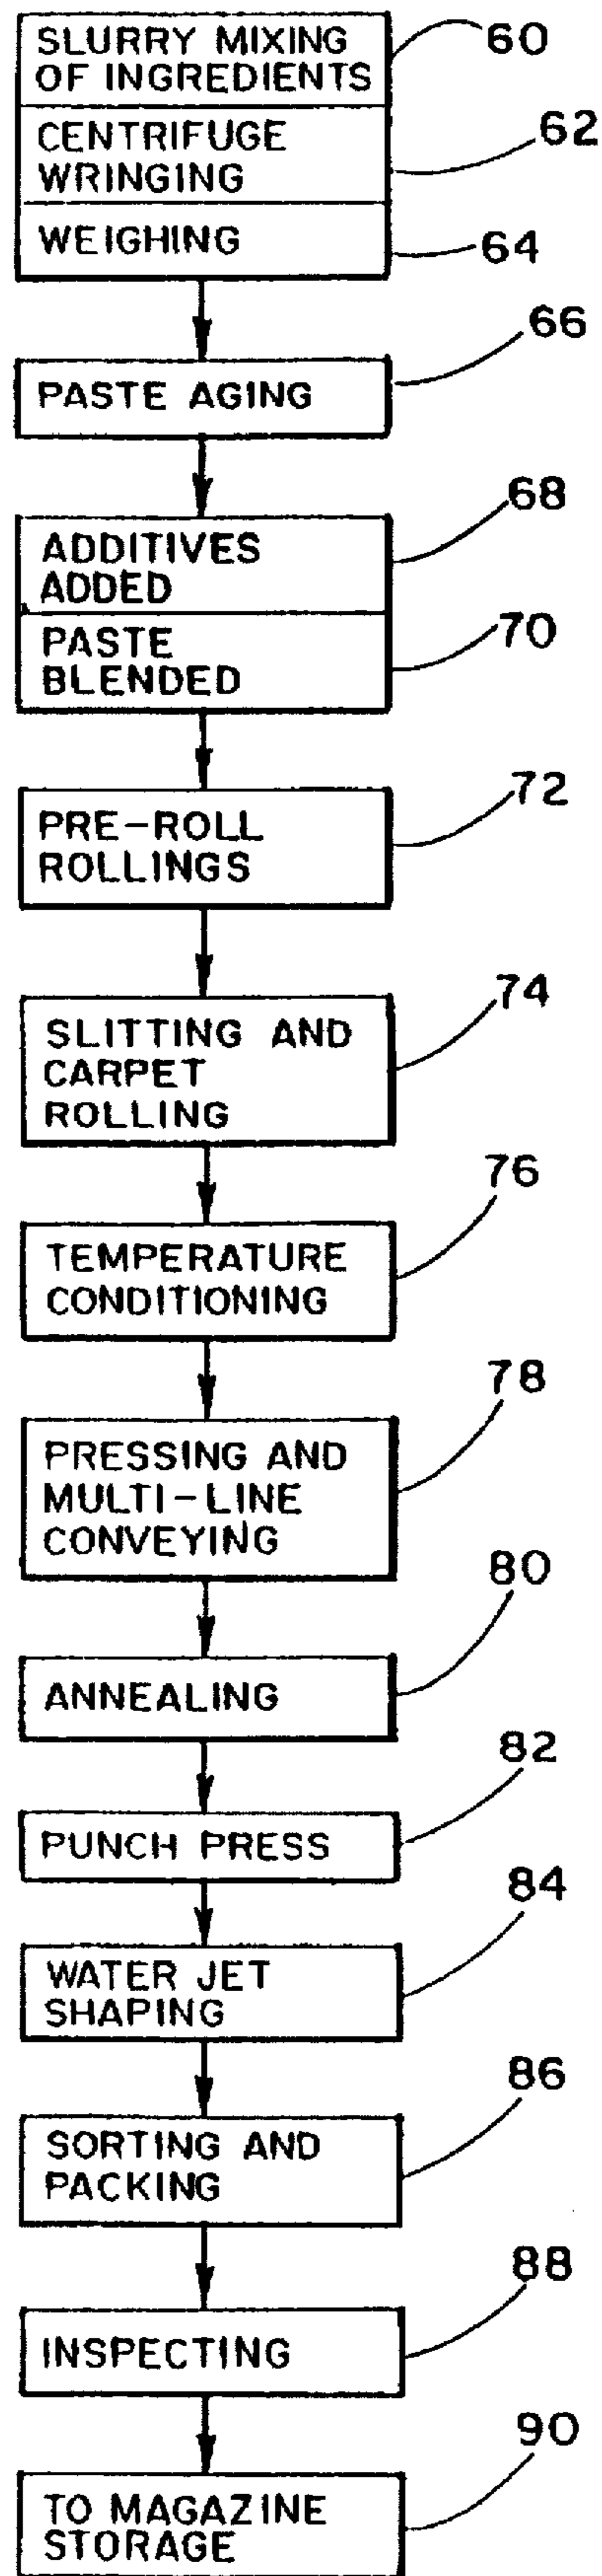 SLURRY MIXING
OF INGREDIENTS
60
CENTRIFUGE
WRINGING
62
WEIGHING
64
66
PASTE AGING
68
ADDITIVES
ADDED
PASTE
BLENDED
70
72
PRE-ROLL
ROLLINGS
74
SLITTING AND
CARPET
ROLLING
76
TEMPERATURE
CONDITIONING
78
PRESSING AND
MULTI-LINE
CONVEYING
80
ANNEALING
82
PUNCH PRESS
84
WATER JET
SHAPING
86
SORTING AND
PACKING
88
INSPECTING
90
TO MAGAZINE
STORAGE